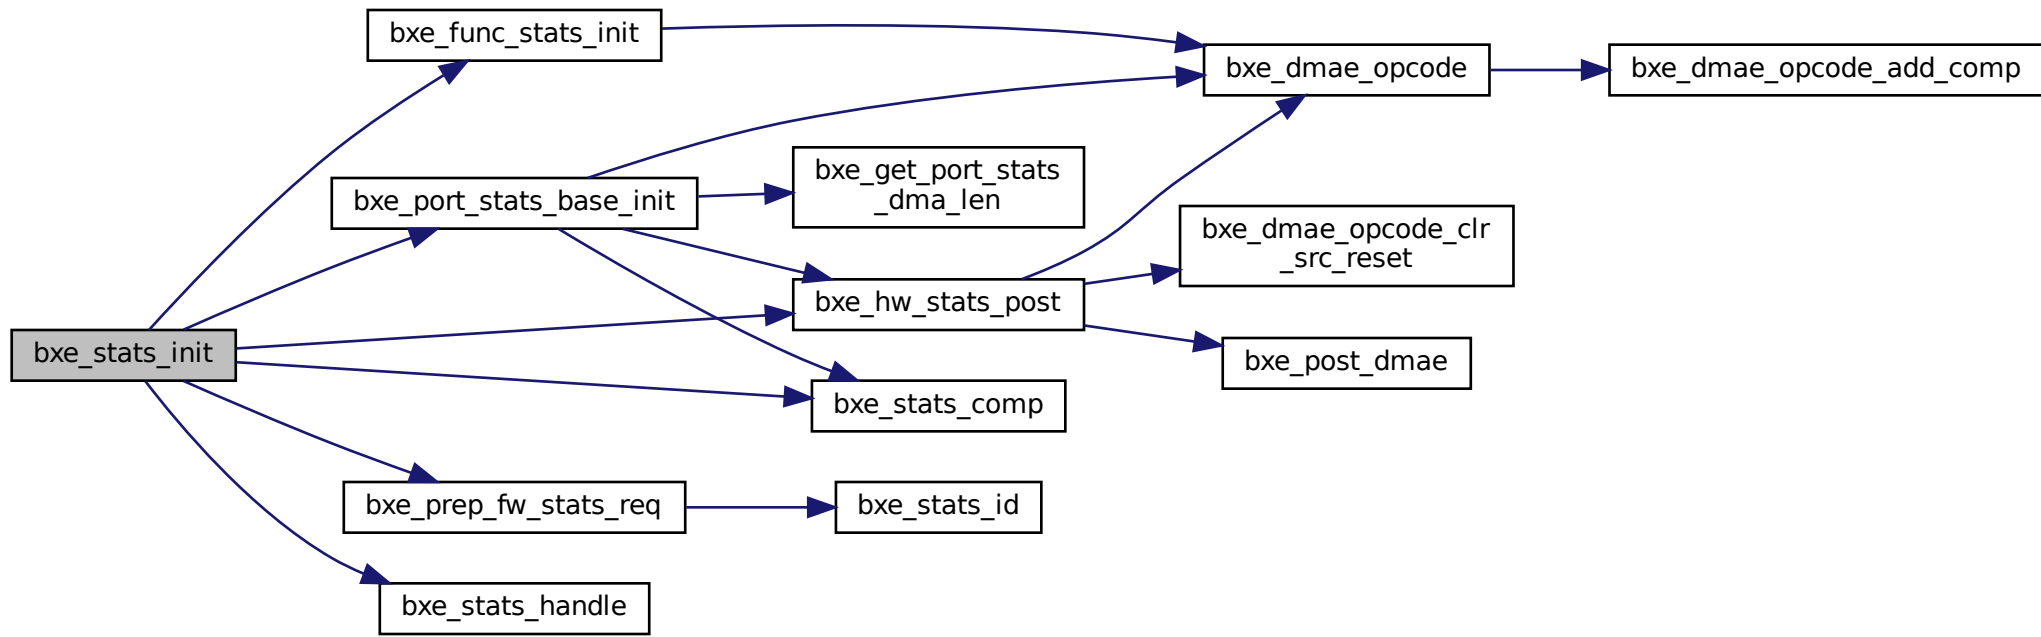 bxe_func_stats_init
bxe_dmae_opcode
bxe_dmae_opcode_add_comp
bxe_port_stats_base_init
bxe_get_port_stats
_dma_len
bxe_dmae_opcode_clr
_src_reset
bxe_hw_stats_post
bxe_stats_init
bxe_post_dmae
bxe_stats_comp
bxe_prep_fw_stats_req
bxe_stats_id
bxe_stats_handle